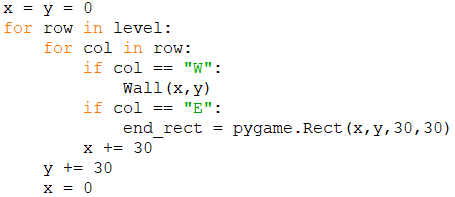 x = y = 0
for row in level:
    for col in row:
        if col == "W":
            Wall(x,y)
        if col == "E":
            end_rect = pygame.Rect(x,y,30,30)
        x += 30
    y += 30
    x = 0